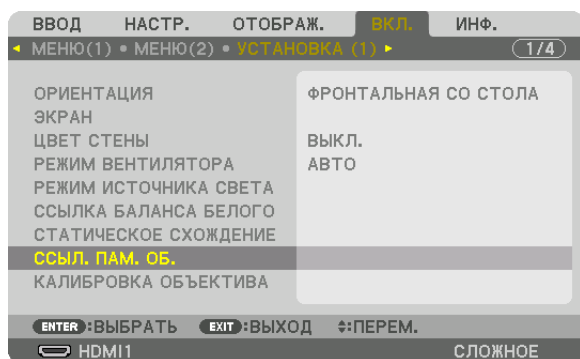 ВВОД НАСТР. ОТОБРАЖ. ВКЛ. ИНФ.
МЕНЮ(1) • МЕНЮ(2) • УСТАНОВКА (1) 1/4
ОРИЕНТАЦИЯ ФРОНТАЛЬНАЯ СО СТОЛА
ЭКРАН
ЦВЕТ СТЕНЫ ВЫКЛ.
РЕЖИМ ВЕНТИЛЯТОРА АВТО
РЕЖИМ ИСТОЧНИКА СВЕТА
ССЫЛКА БАЛАНСА БЕЛОГО
СТАТИЧЕСКОЕ СХОЖДЕНИЕ
ССЫЛ. ПАМ. ОБ.
КАЛИБРОВКА ОБЪЕКТИВА
ENTER :ВЫБРАТЬ EXIT :ВЫХОД :ПЕРЕМ.
HDMI1 СЛОЖНОЕ